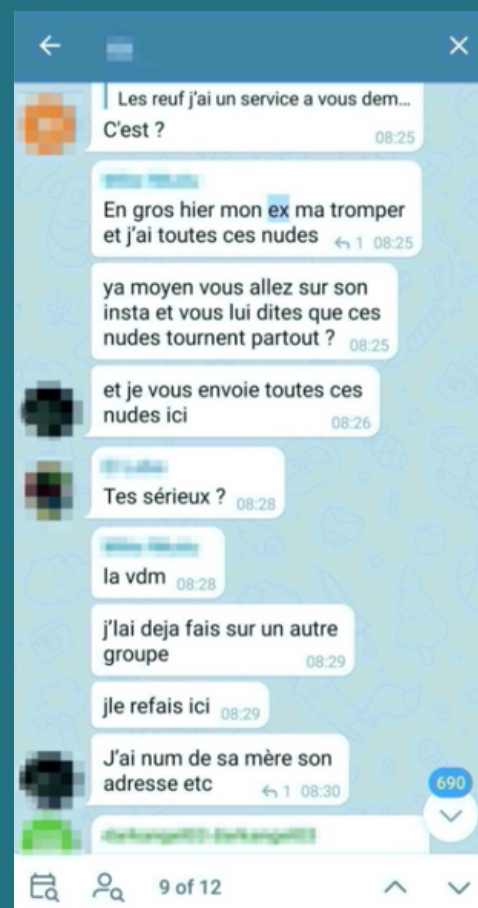 Les reuf j'ai un service a vous dem...
C'est ?
08:25
En gros hier mon ex ma tromper
et j'ai toutes ces nudes 1 08:25
ya moyen vous allez sur son
insta et vous lui dites que ces
nudes tournent partout ? 08:25
et je vous envoie toutes ces
nudes ici 08:26
Tes sérieux ? 08:28
la vdm 08:28
j'lai deja fais sur un autre
groupe 08:29
jle refais ici 08:29
J'ai num de sa mère son
adresse etc 1 08:30
690
9 of 12